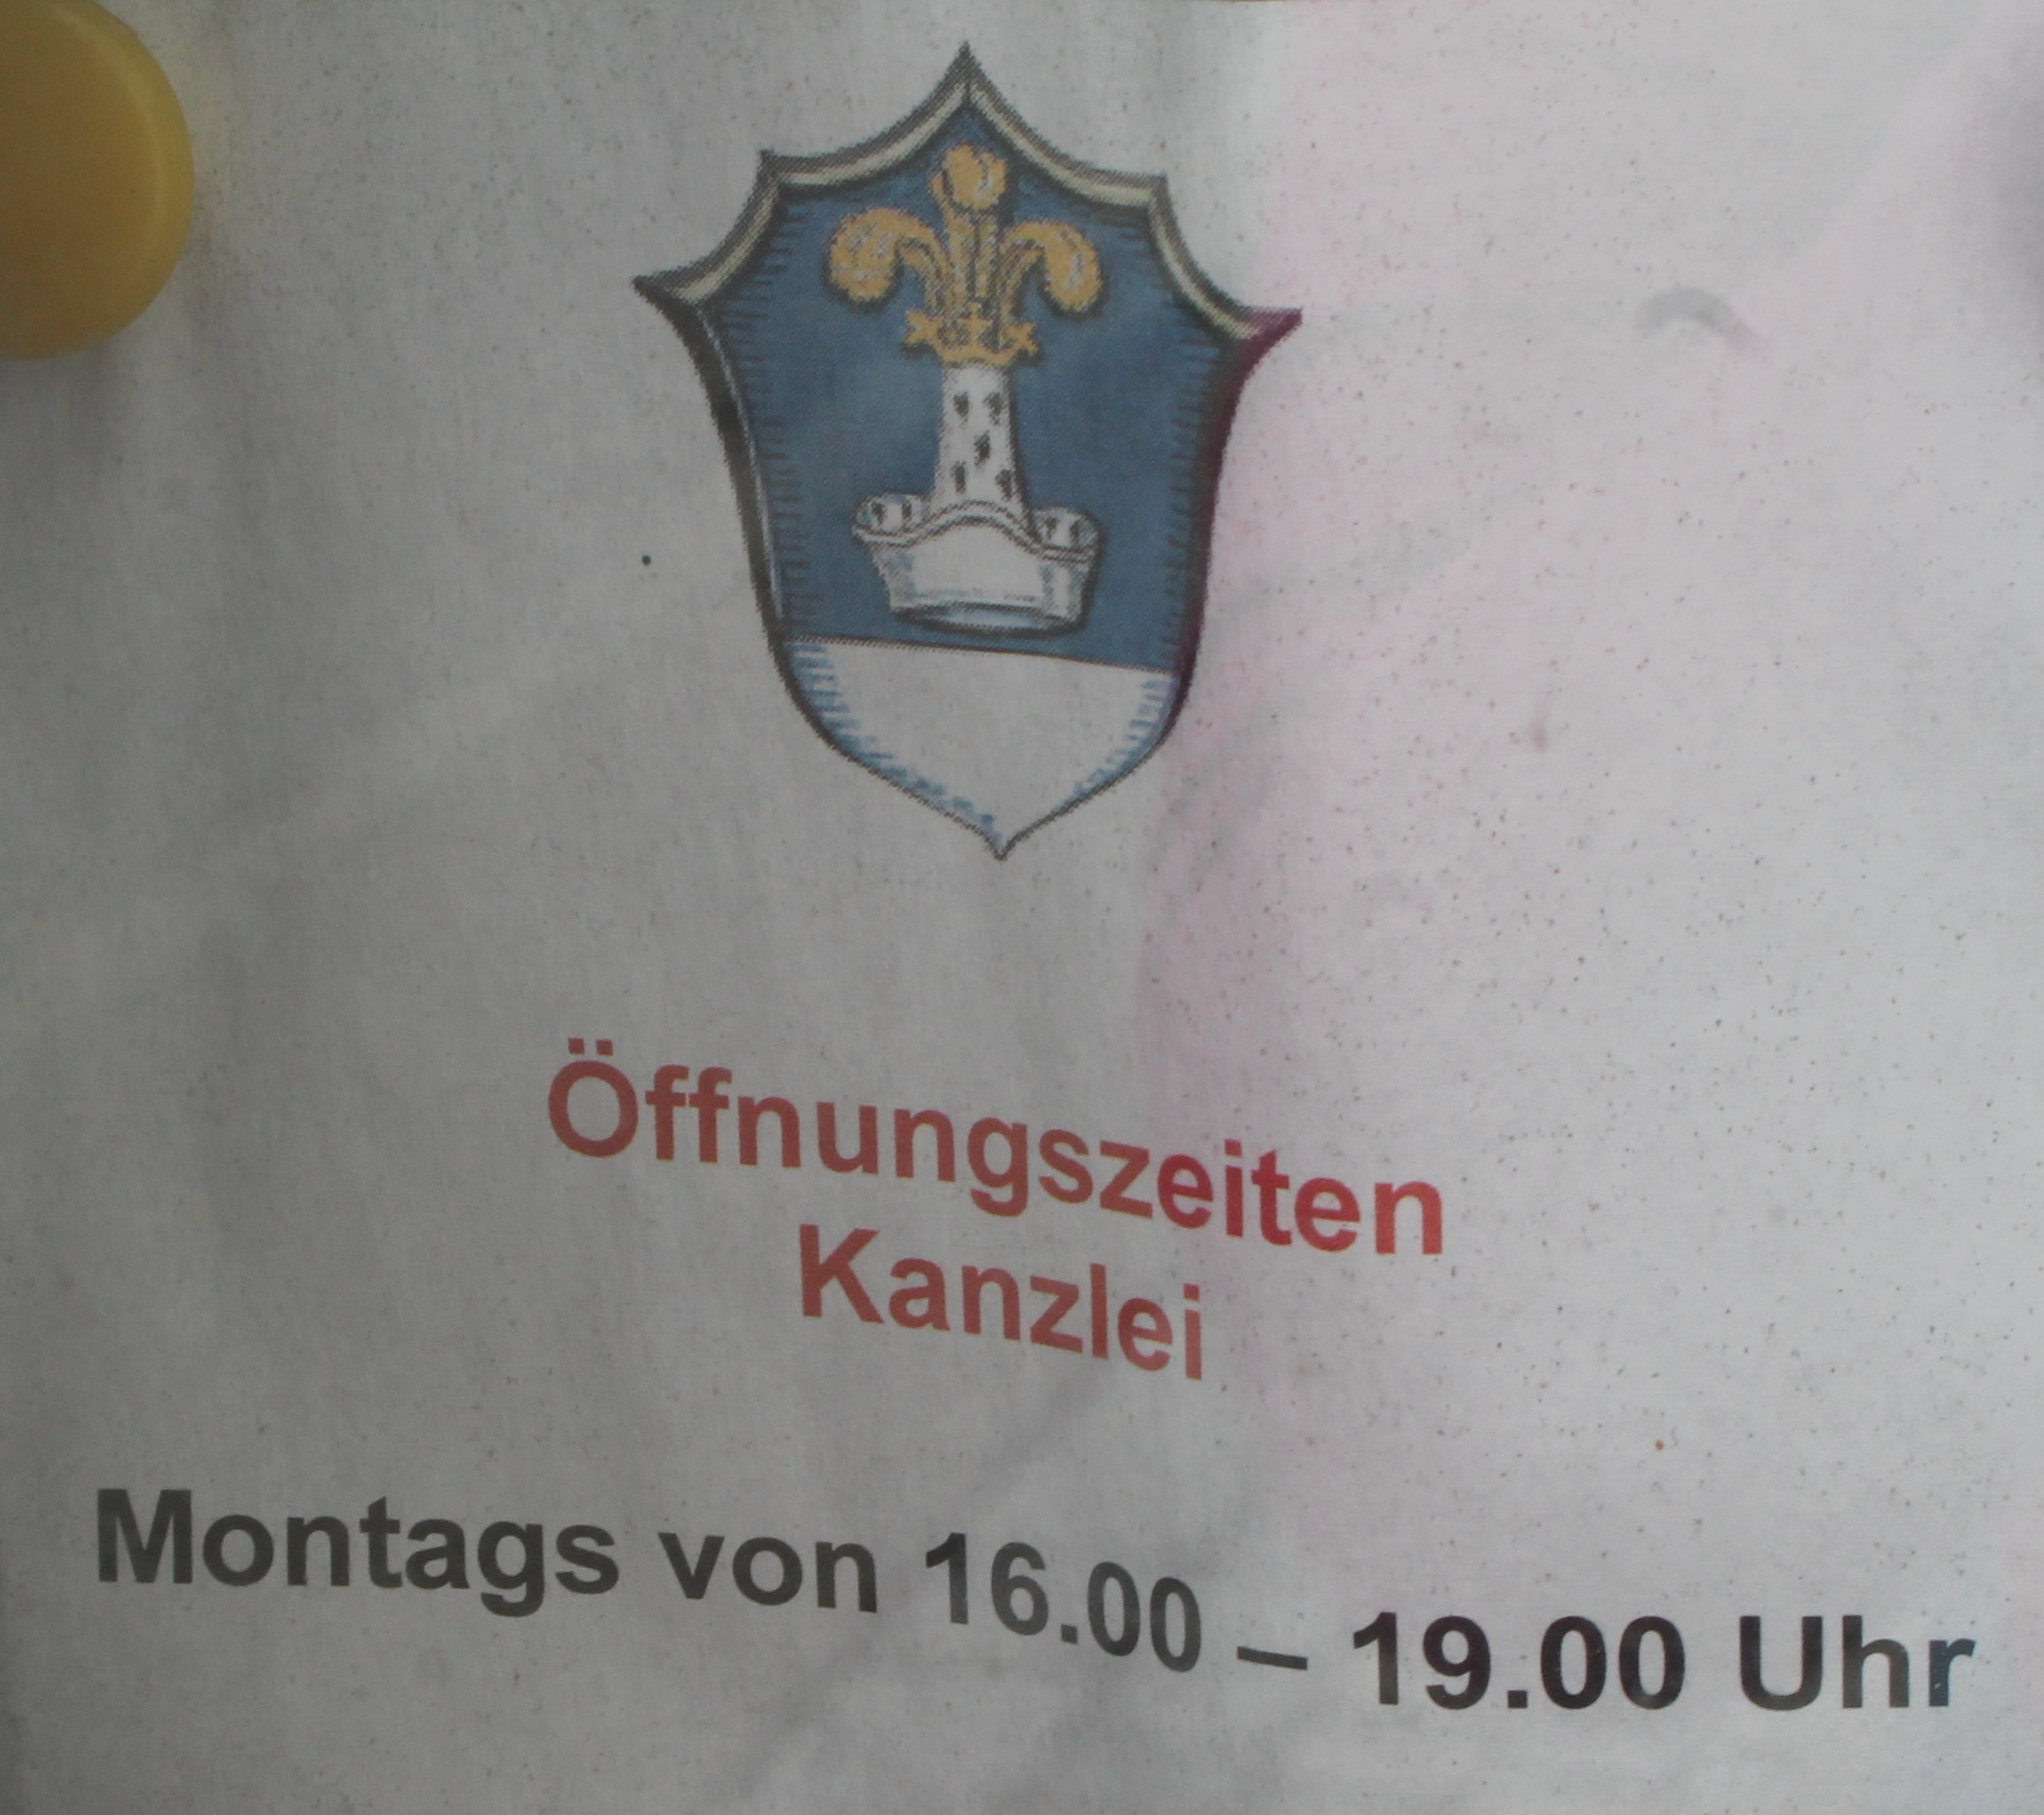 Öffnungszeiten
Kanzlei
Montags von 16.00 – 19.00 Uhr